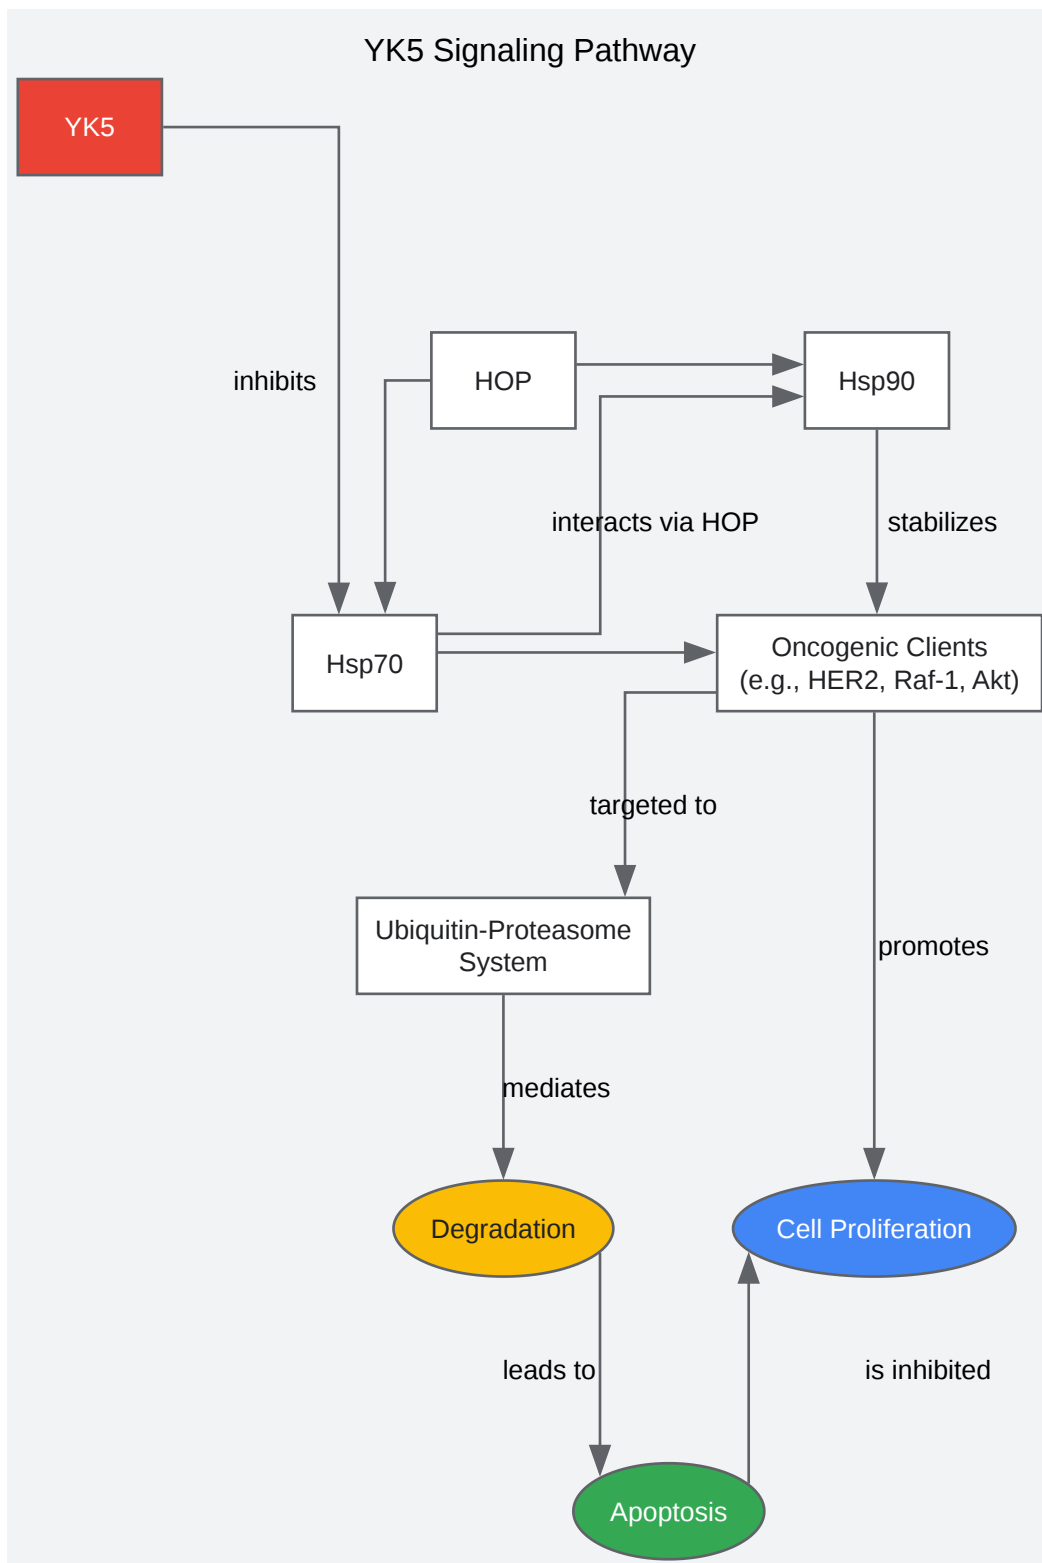 YK5 Signaling Pathway
YK5
inhibits
HOP
Hsp90
interacts via HOP
stabilizes
Hsp70
Oncogenic Clients
(e.g., HER2, Raf-1, Akt)
targeted to
Ubiquitin-Proteasome
System
promotes
mediates
Degradation
Cell Proliferation
leads to
is inhibited
Apoptosis